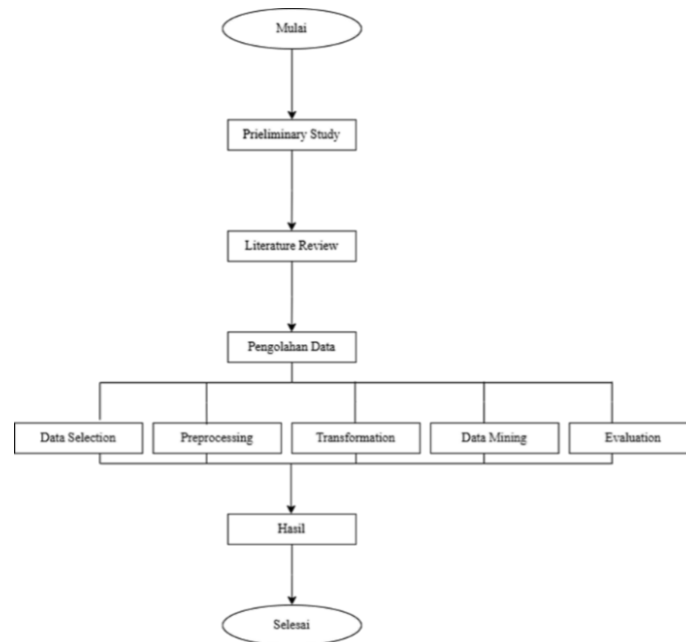 Mulai
Prieliminary Study
Literature Review
Pengolahan Data
Data Selection
Preprocessing
Transformation
Data Mining
Evaluation
Hasil
Selesai